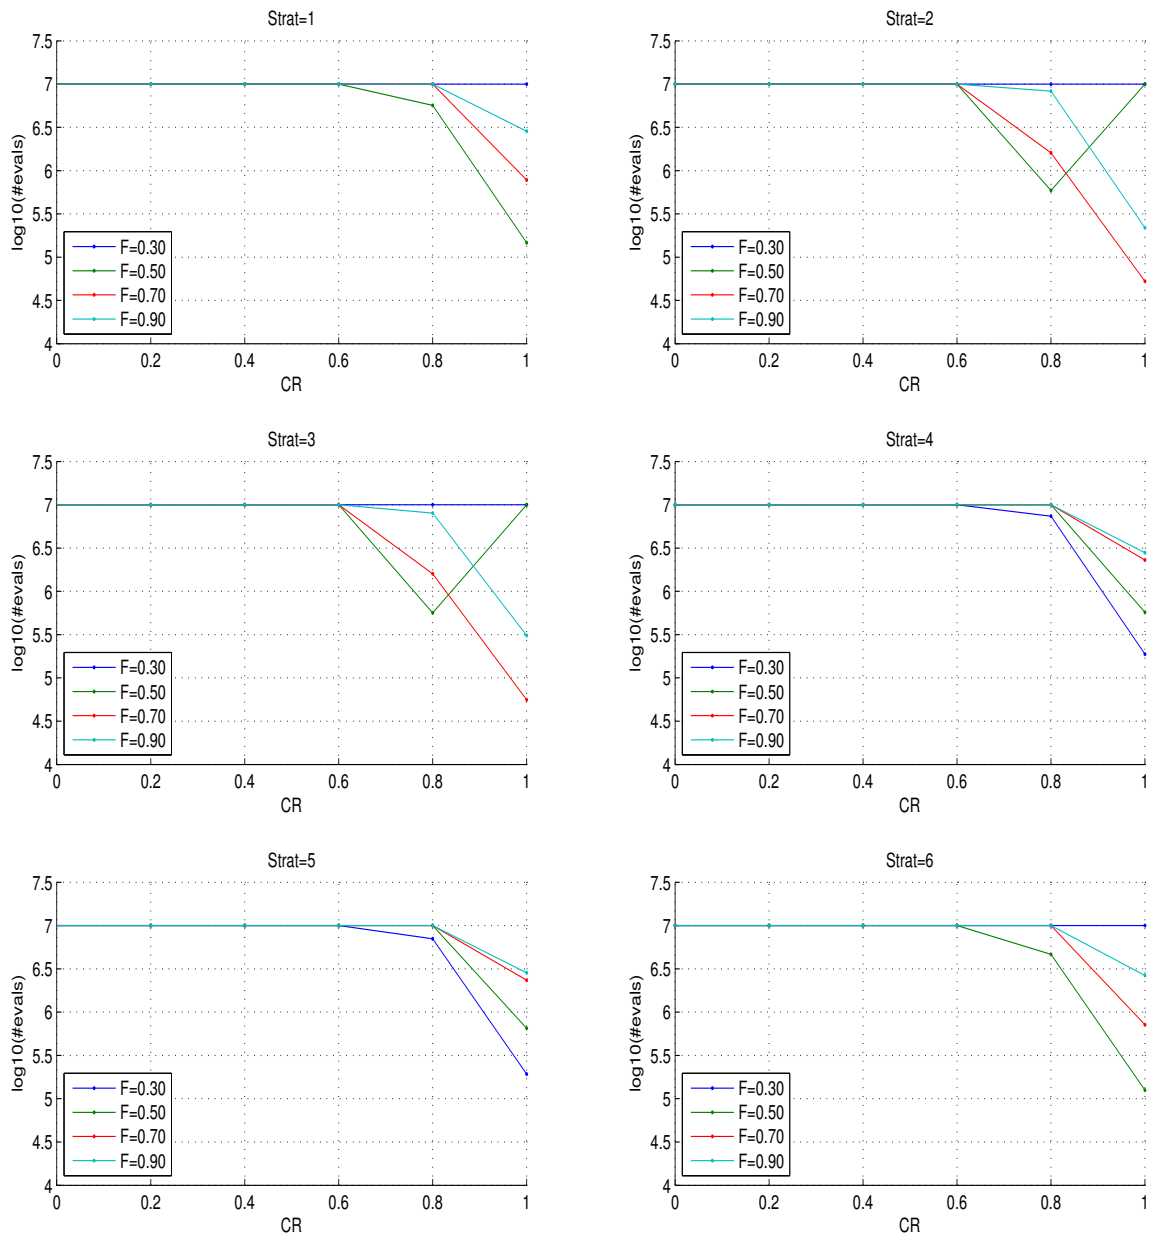 Strat=1
7.5
7
6.5
6
5.5
5
4.5
4
log10(#evals)
F=0.30
F=0.50
F=0.70
F=0.90
0 0.2 0.4 0.6 0.8 1
CR
Strat=2
7.5
7
6.5
6
5.5
5
4.5
4
log10(#evals)
F=0.30
F=0.50
F=0.70
F=0.90
0 0.2 0.4 0.6 0.8 1
CR
Strat=3
7.5
7
6.5
6
5.5
5
4.5
4
log10(#evals)
F=0.30
F=0.50
F=0.70
F=0.90
0 0.2 0.4 0.6 0.8 1
CR
Strat=4
7.5
7
6.5
6
5.5
5
4.5
4
log10(#evals)
F=0.30
F=0.50
F=0.70
F=0.90
0 0.2 0.4 0.6 0.8 1
CR
Strat=5
7.5
7
6.5
6
5.5
5
4.5
4
log10(#evals)
F=0.30
F=0.50
F=0.70
F=0.90
0 0.2 0.4 0.6 0.8 1
CR
Strat=6
7.5
7
6.5
6
5.5
5
4.5
4
log10(#evals)
F=0.30
F=0.50
F=0.70
F=0.90
0 0.2 0.4 0.6 0.8 1
CR